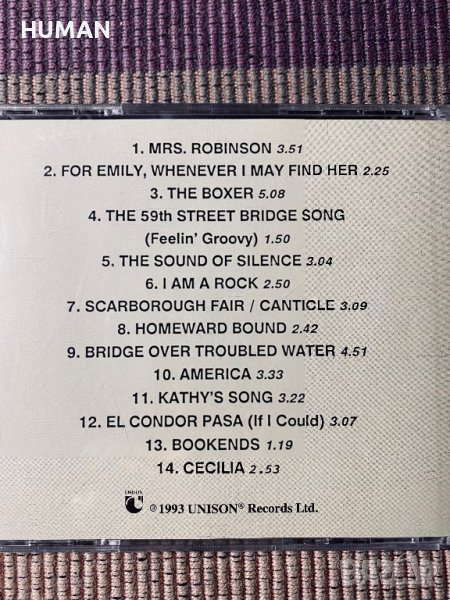 HUMAN
1. MRS. ROBINSON 3.51
2. FOR EMILY, WHENEVER I MAY FIND HER 2.25
3. THE BOXER 5.08
4. THE 59th STREET BRIDGE SONG
(Feelin' Groovy) 1.50
5. THE SOUND OF SILENCE 3.04
6. I AM A ROCK 2.50
7. SCARBOROUGH FAIR / CANTICLE 3.09
8. HOMEWARD BOUND 2.42
9. BRIDGE OVER TROUBLED WATER 4.51
10. AMERICA 3.33
11. KATHY'S SONG 3.22
12. EL CONDOR PASA (If I Could) 3.07
13. BOOKENDS 1.19
14. CECILIA 2.53
UNISON
℗ 1993 UNISON® Records Ltd.